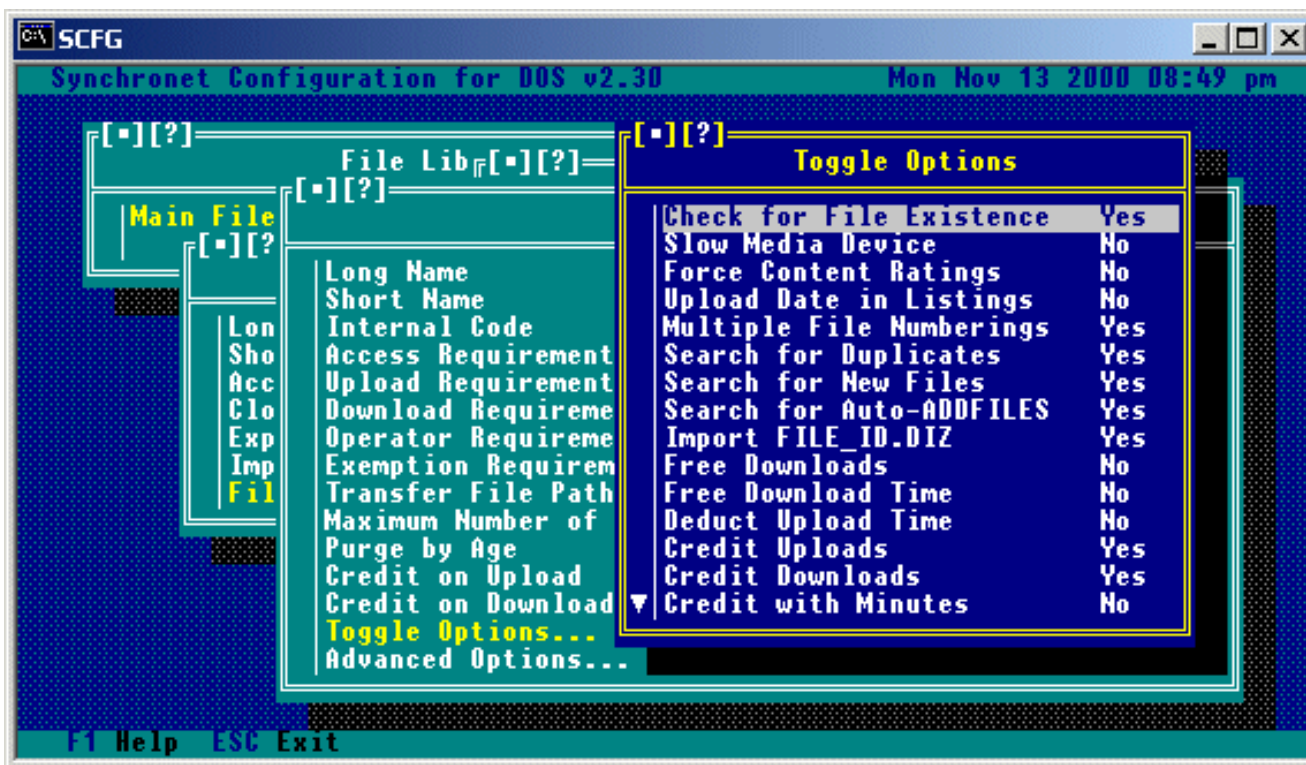 SCFG
Synchronet Configuration for DOS v2.30 Mon Nov 13 2000 08:49 pm
[▪][?]
File Lib
[▪][?]
Main File
[▪][?
Lon
Sho
Acc
Clo
Exp
Imp
Fil
[▪][?]
Long Name
Short Name
Internal Code
Access Requirement
Upload Requirement
Download Requireme
Operator Requireme
Exemption Requirem
Transfer File Path
Maximum Number of
Purge by Age
Credit on Upload
Credit on Download
Toggle Options...
Advanced Options...
[▪][?]
Toggle Options
Check for File Existence Yes
Slow Media Device No
Force Content Ratings No
Upload Date in Listings No
Multiple File Numberings Yes
Search for Duplicates Yes
Search for New Files Yes
Search for Auto-ADDFILES Yes
Import FILE_ID.DIZ Yes
Free Downloads No
Free Download Time No
Deduct Upload Time No
Credit Uploads Yes
Credit Downloads Yes
Credit with Minutes No
F1 Help ESC Exit